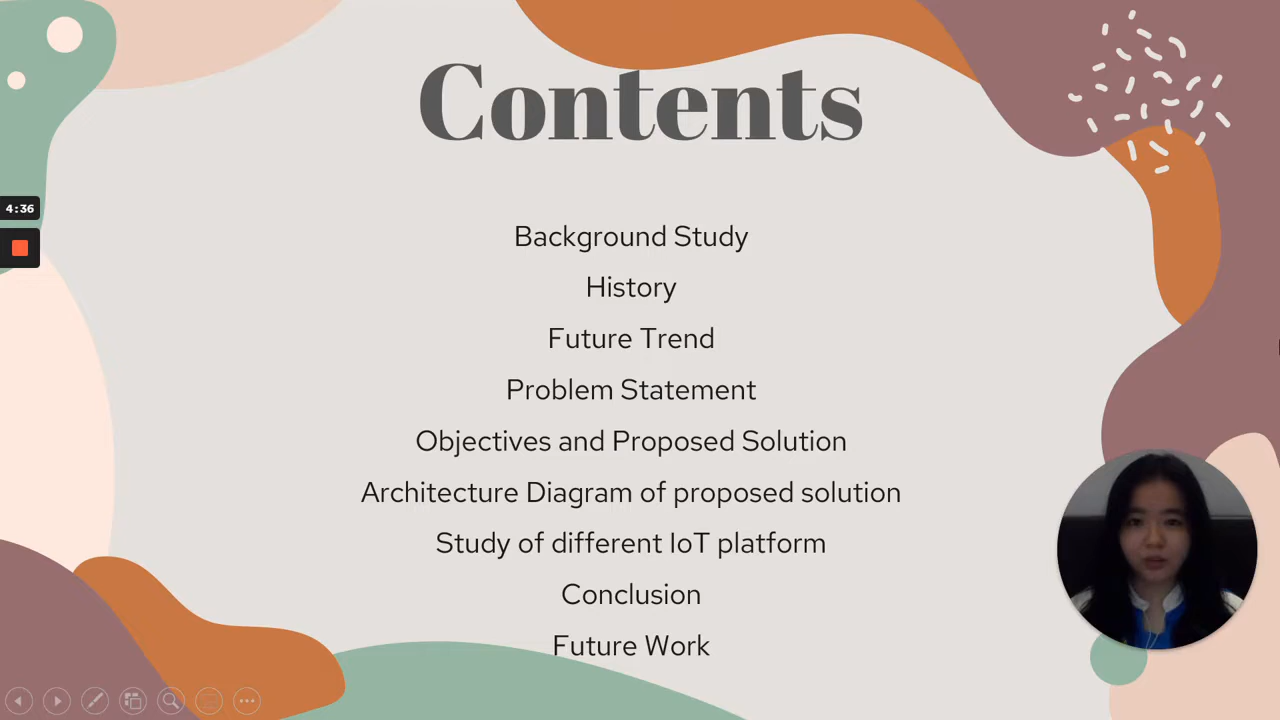 Contents
4:36
Background Study
History
Future Trend
Problem Statement
Objectives and Proposed Solution
Architecture Diagram of proposed solution
Study of different IoT platform
Conclusion
Future Work